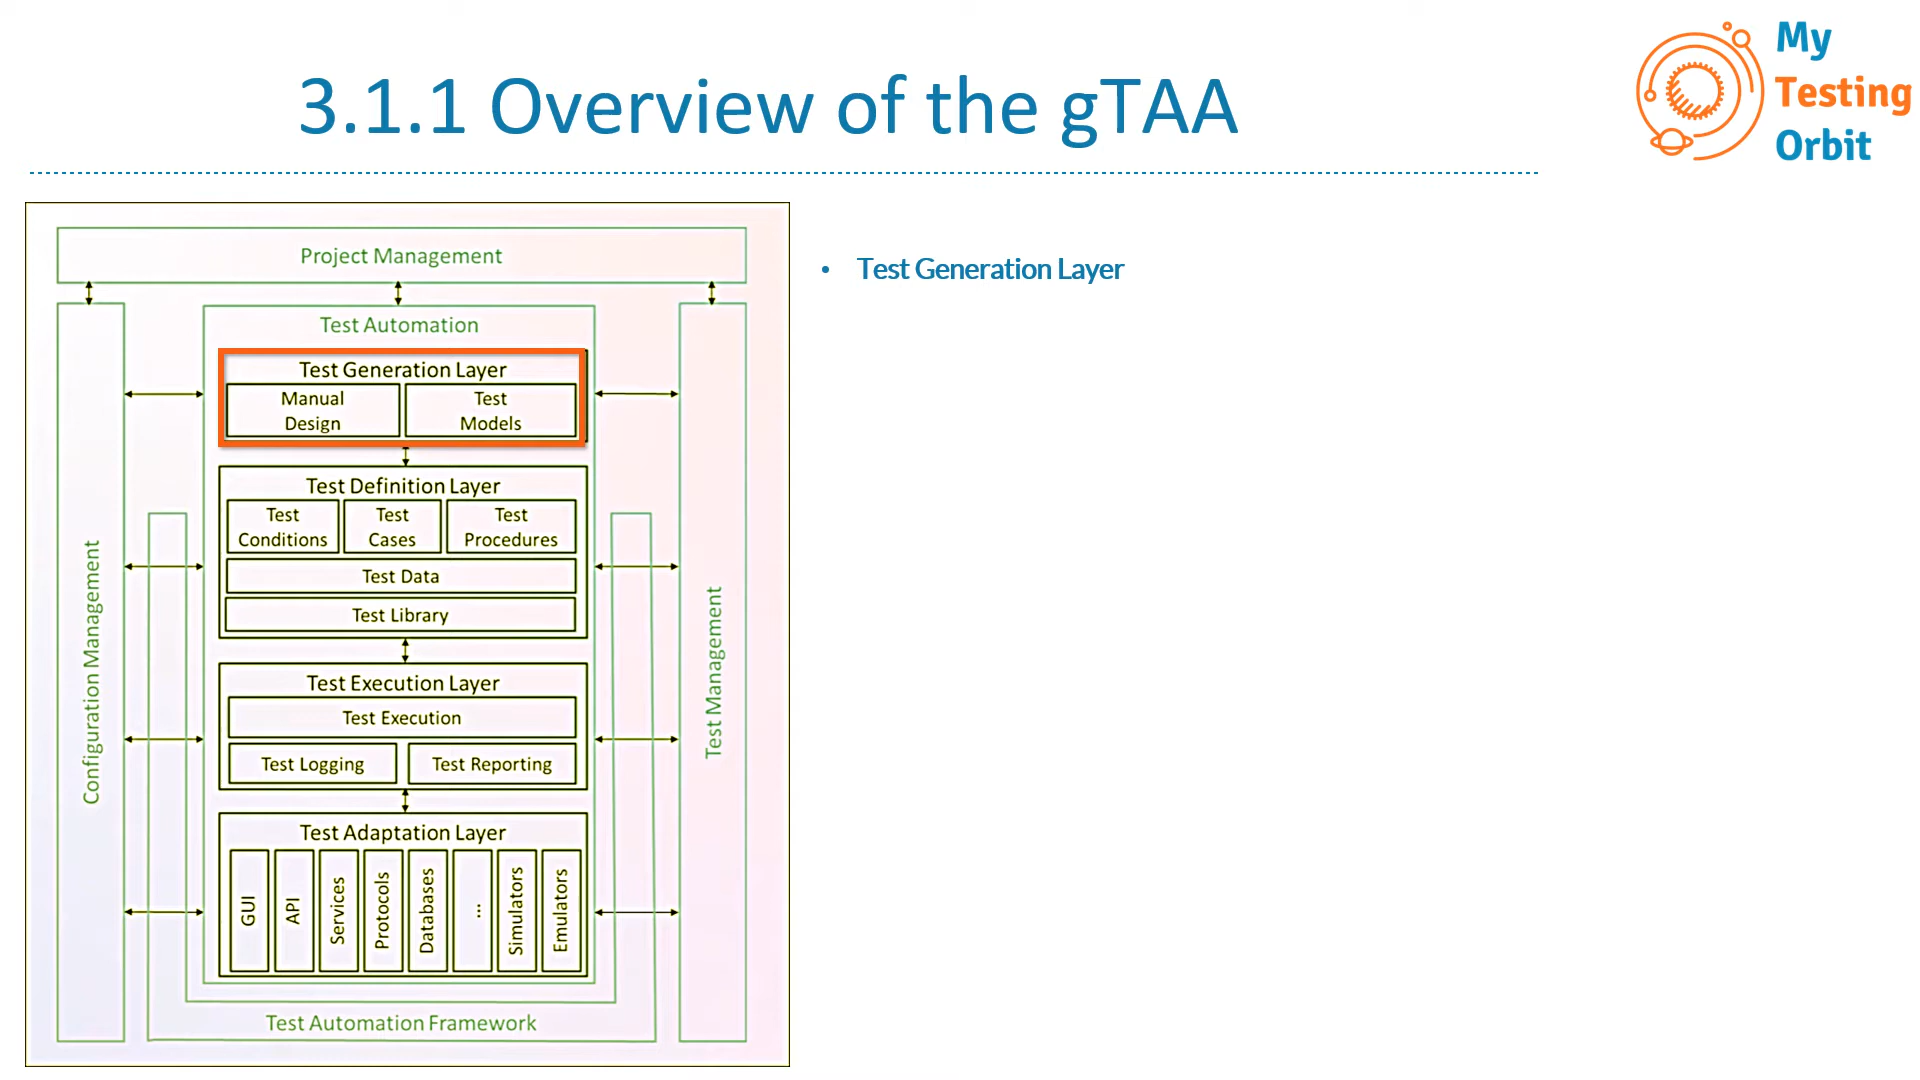 3.1.1 Overview of the gTAA
My
Testing
Orbit
Project Management
Test Automation
Test Generation Layer
Manual
Design
Test
Models
Test Definition Layer
Test
Conditions
Test
Cases
Test
Procedures
Test Data
Test Library
Test Execution Layer
Test Execution
Test Logging
Test Reporting
Test Adaptation Layer
GUI
API
Services
Protocols
Databases
...
Simulators
Emulators
Test Automation Framework
Configuration Management
Test Management
• Test Generation Layer